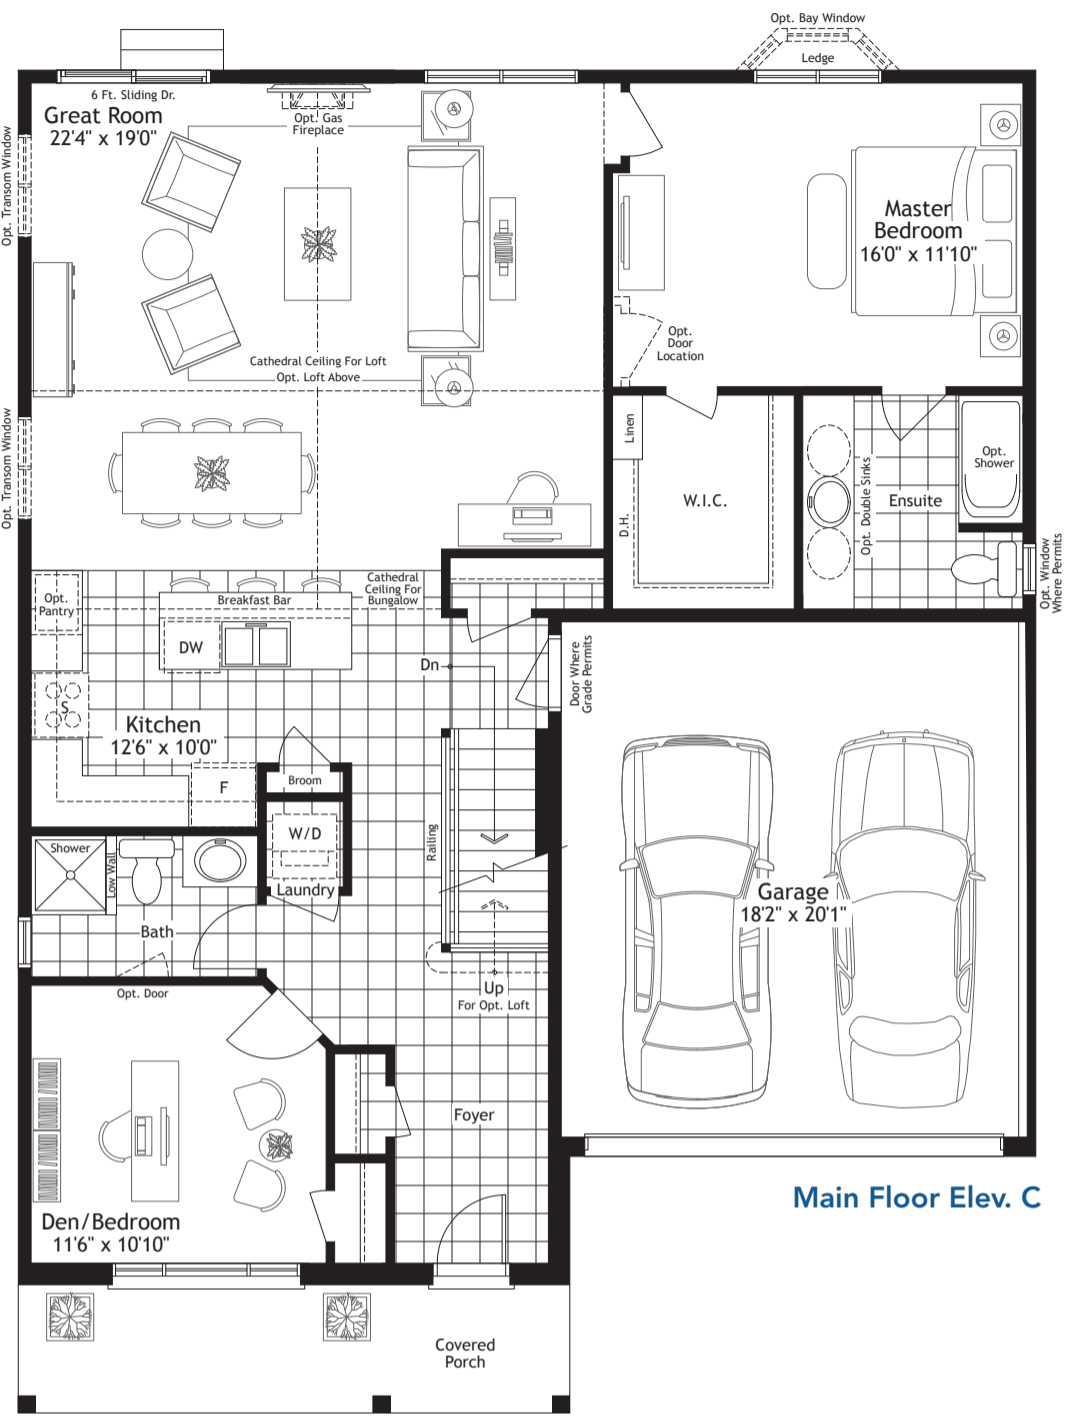 Opt. Bay Window
Ledge
6 Ft. Sliding Dr.
Great Room
22'4" x 19'0"
Opt. Gas
Fireplace
Opt. Transom Window
Master
Bedroom
16'0" x 11'10"
Opt.
Door
Location
Cathedral Ceiling For Loft
Opt. Loft Above
Opt. Transom Window
Linen
D.H.
W.I.C.
Opt. Double Sinks
Ensuite
Opt.
Shower
Opt. Window
Where Permits
Opt.
Pantry
Breakfast Bar
Cathedral
Ceiling For
Bungalow
DW
Dn
Door Where
Grade Permits
S
Kitchen
12'6" x 10'0"
F
Broom
W/D
Laundry
Railing
Shower
Low Wall
Bath
Opt. Door
Up
For Opt. Loft
Garage
18'2" x 20'1"
Foyer
Den/Bedroom
11'6" x 10'10"
Main Floor Elev. C
Covered
Porch